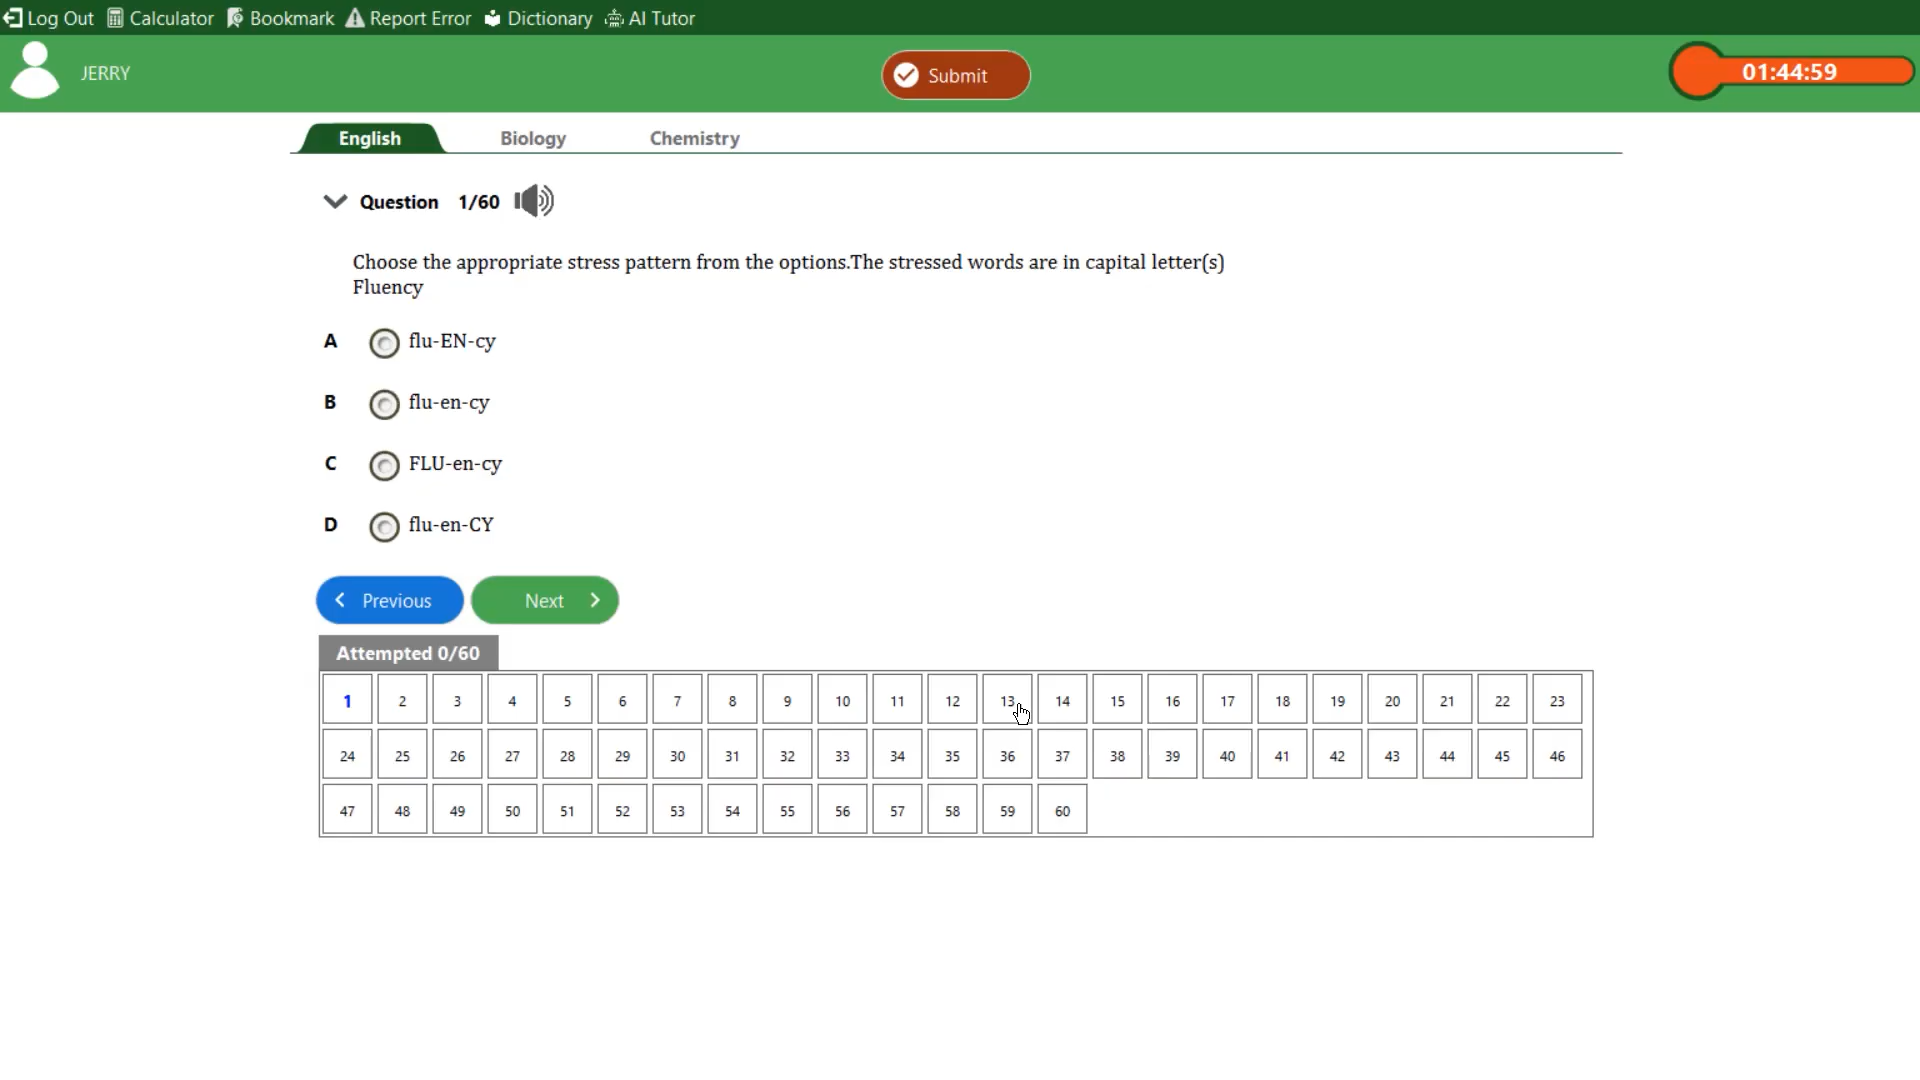 Log Out Calculator Bookmark Report Error Dictionary AI Tutor
JERRY
Submit
01:44:59
English Biology Chemistry
Question 1/60
Choose the appropriate stress pattern from the options.The stressed words are in capital letter(s)
Fluency
A flu-EN-cy
B flu-en-cy
C FLU-en-cy
D flu-en-CY
Previous Next
Attempted 0/60
1 2 3 4 5 6 7 8 9 10 11 12 13 14 15 16 17 18 19 20 21 22 23
24 25 26 27 28 29 30 31 32 33 34 35 36 37 38 39 40 41 42 43 44 45 46
47 48 49 50 51 52 53 54 55 56 57 58 59 60